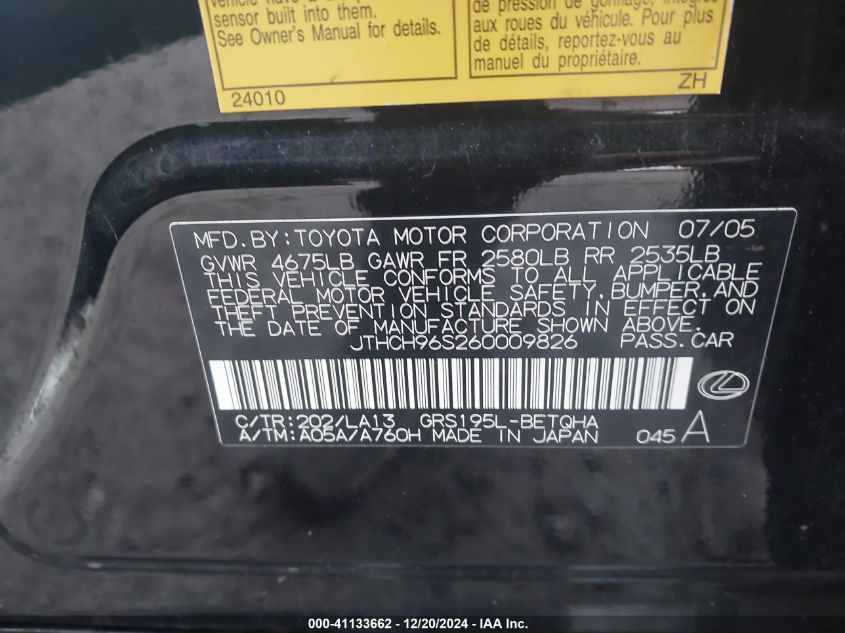 sensor built into them.
See Owner's Manual for details.
24010
de pression de gonflage, intégrés
aux roues du véhicule. Pour plus
de détails, reportez-vous au
manuel du propriétaire.
ZH
MFD. BY: TOYOTA MOTOR CORPORATION 07/05
GVWR 4675LB GAWR FR 2580LB RR 2535LB
THIS VEHICLE CONFORMS TO ALL APPLICABLE
FEDERAL MOTOR VEHICLE SAFETY, BUMPER, AND
THEFT PREVENTION STANDARDS IN EFFECT ON
THE DATE OF MANUFACTURE SHOWN ABOVE.
JTHCH96S260009826 PASS. CAR
C/TR: 202/LA13 GRS195L-BETQHA
A/TM: A05A/A760H MADE IN JAPAN 045 A
000-41133662 - 12/20/2024 - IAA Inc.